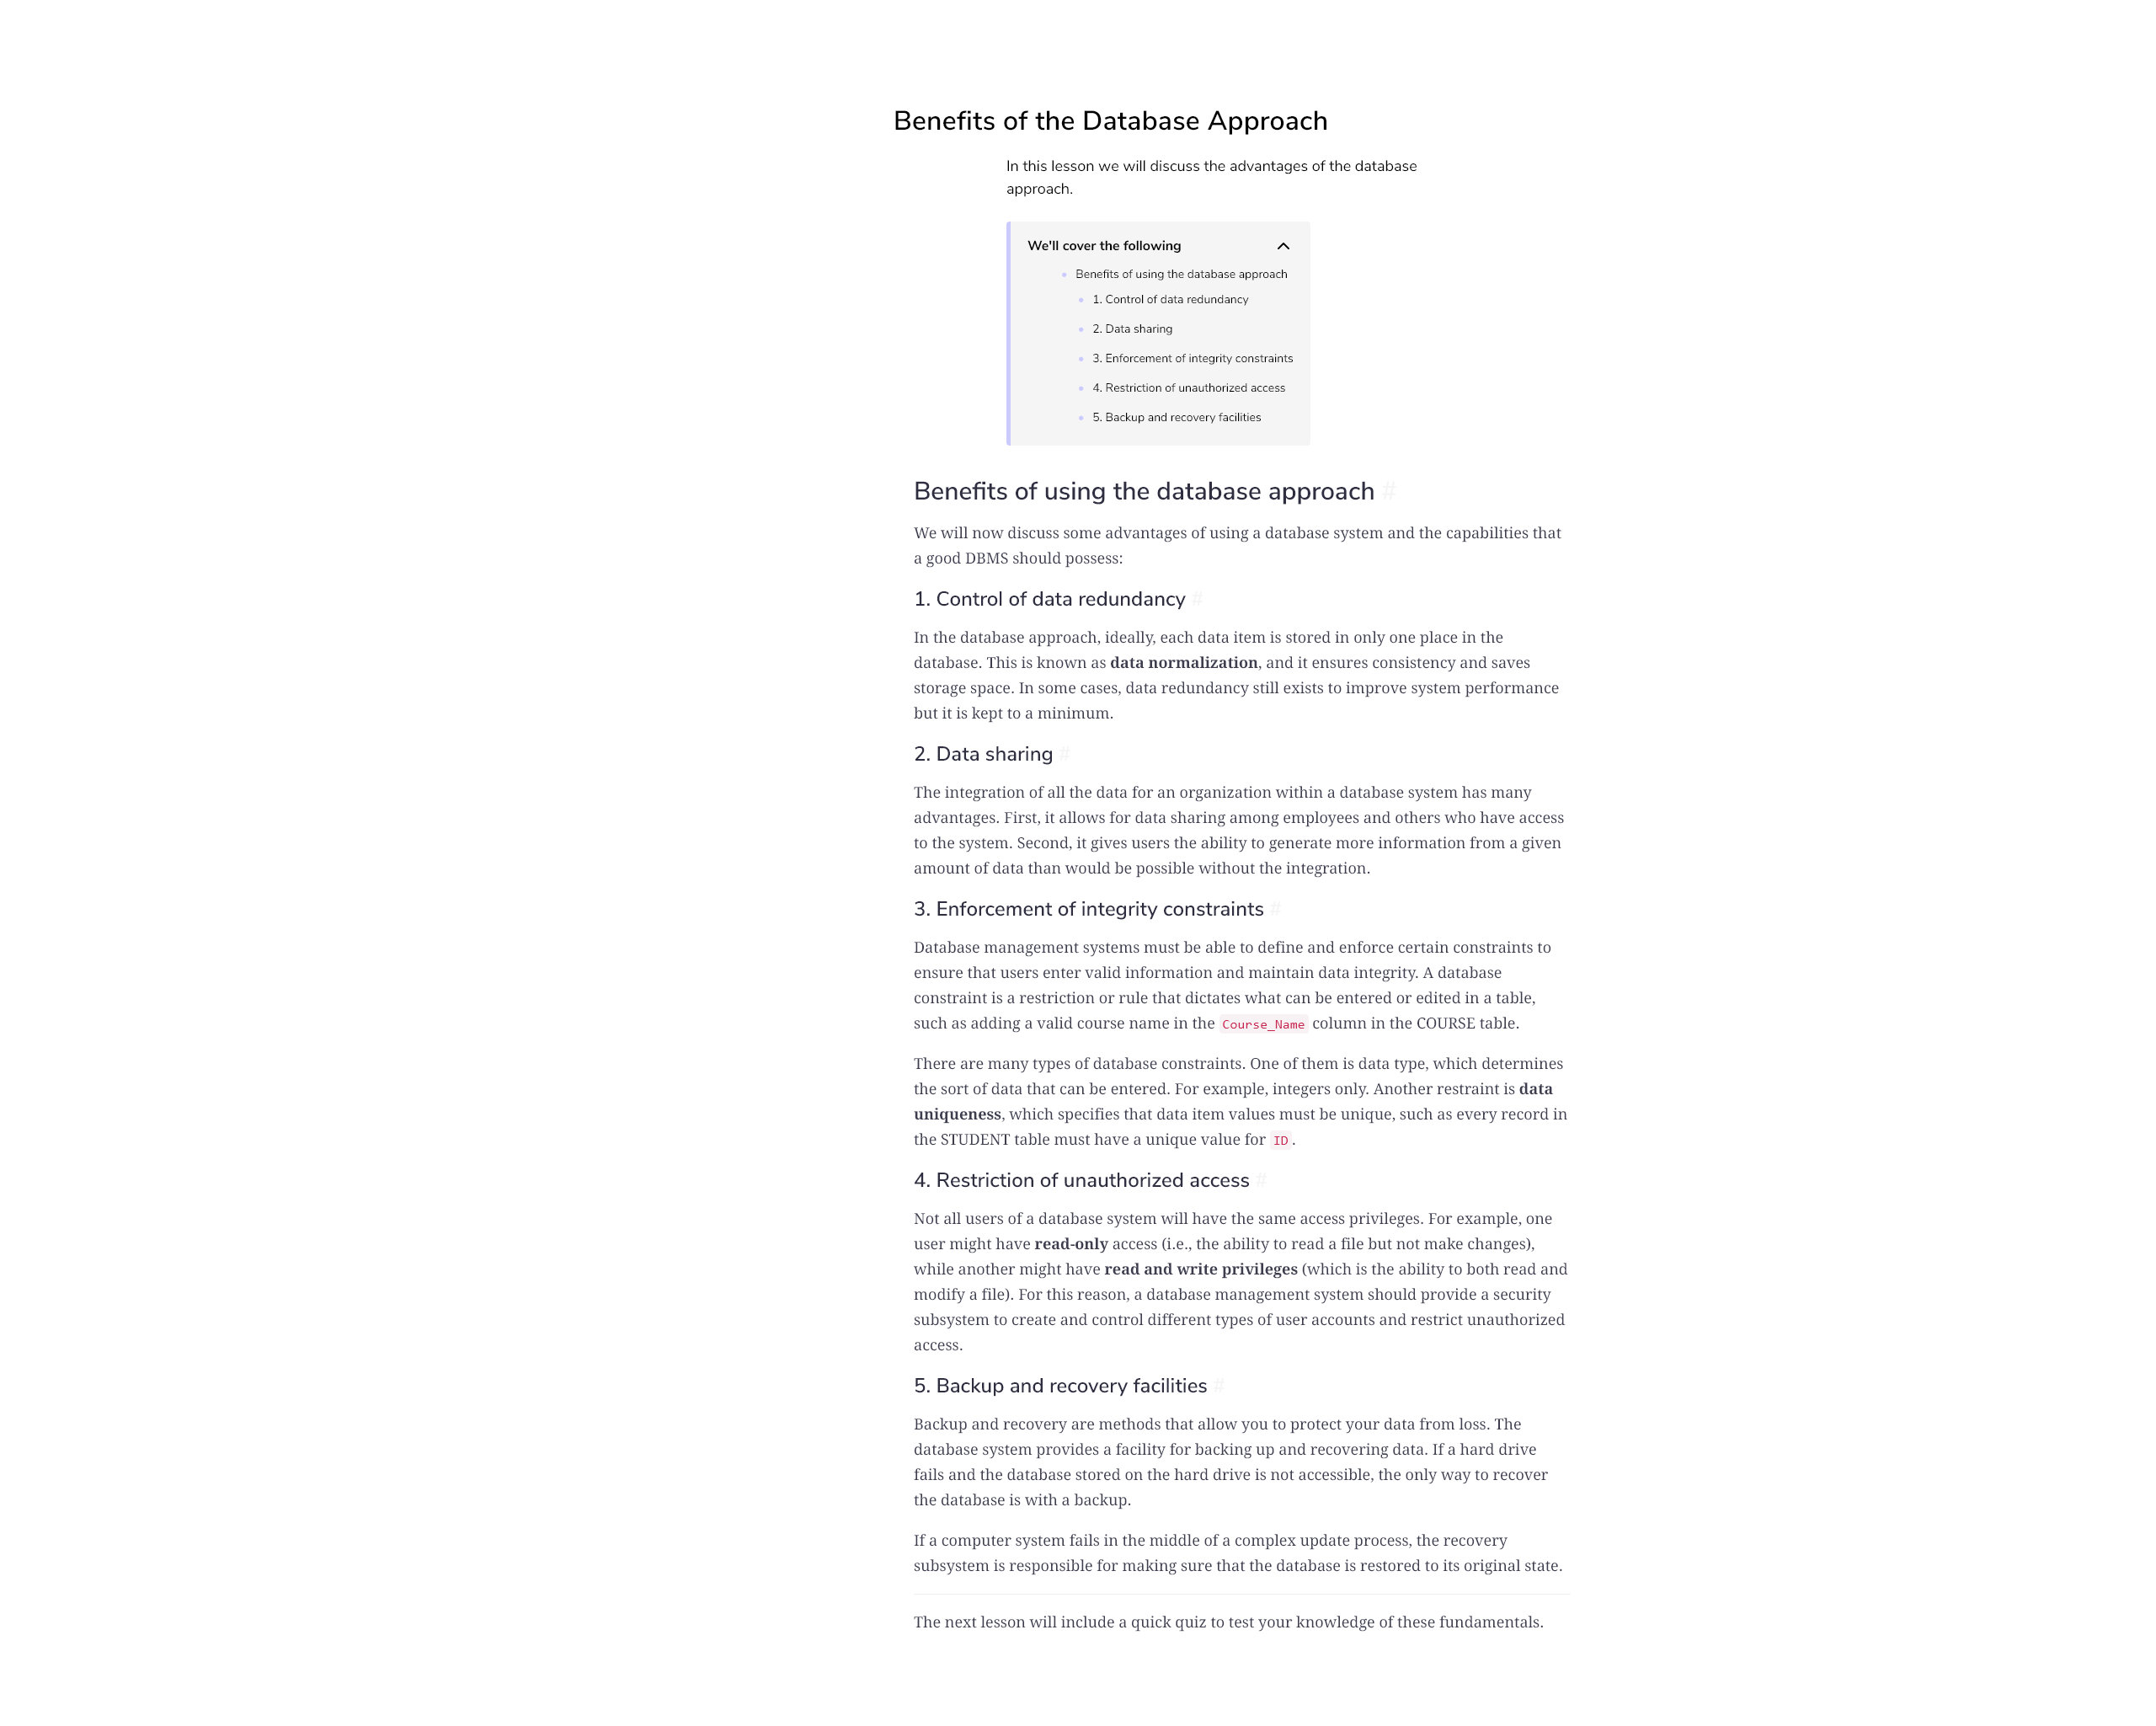 Benefits of the Database Approach
In this lesson we will discuss the advantages of the database
approach.
We'll cover the following
Benefits of using the database approach
1. Control of data redundancy
2. Data sharing
3. Enforcement of integrity constraints
4. Restriction of unauthorized access
5. Backup and recovery facilities
Benefits of using the database approach #
We will now discuss some advantages of using a database system and the capabilities that
a good DBMS should possess:
1. Control of data redundancy #
In the database approach, ideally, each data item is stored in only one place in the
database. This is known as data normalization, and it ensures consistency and saves
storage space. In some cases, data redundancy still exists to improve system performance
but it is kept to a minimum.
2. Data sharing #
The integration of all the data for an organization within a database system has many
advantages. First, it allows for data sharing among employees and others who have access
to the system. Second, it gives users the ability to generate more information from a given
amount of data than would be possible without the integration.
3. Enforcement of integrity constraints #
Database management systems must be able to define and enforce certain constraints to
ensure that users enter valid information and maintain data integrity. A database
constraint is a restriction or rule that dictates what can be entered or edited in a table,
such as adding a valid course name in the Course_Name column in the COURSE table.
There are many types of database constraints. One of them is data type, which determines
the sort of data that can be entered. For example, integers only. Another restraint is data
uniqueness, which specifies that data item values must be unique, such as every record in
the STUDENT table must have a unique value for ID.
4. Restriction of unauthorized access #
Not all users of a database system will have the same access privileges. For example, one
user might have read-only access (i.e., the ability to read a file but not make changes),
while another might have read and write privileges (which is the ability to both read and
modify a file). For this reason, a database management system should provide a security
subsystem to create and control different types of user accounts and restrict unauthorized
access.
5. Backup and recovery facilities #
Backup and recovery are methods that allow you to protect your data from loss. The
database system provides a facility for backing up and recovering data. If a hard drive
fails and the database stored on the hard drive is not accessible, the only way to recover
the database is with a backup.
If a computer system fails in the middle of a complex update process, the recovery
subsystem is responsible for making sure that the database is restored to its original state.
The next lesson will include a quick quiz to test your knowledge of these fundamentals.